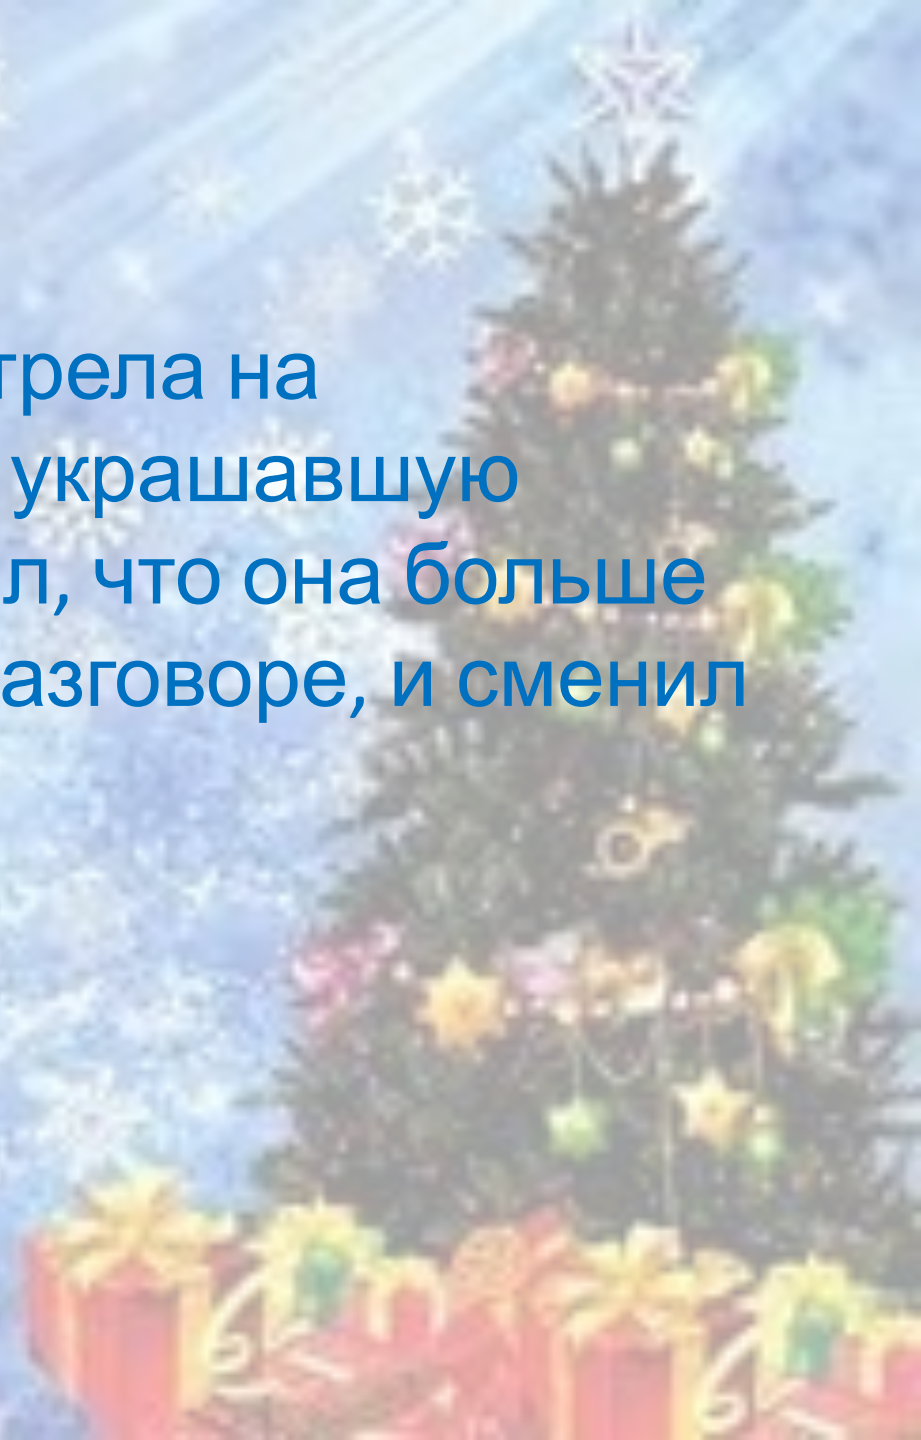 трела на
украшавшую
л, что она больше
азговоре, и сменил